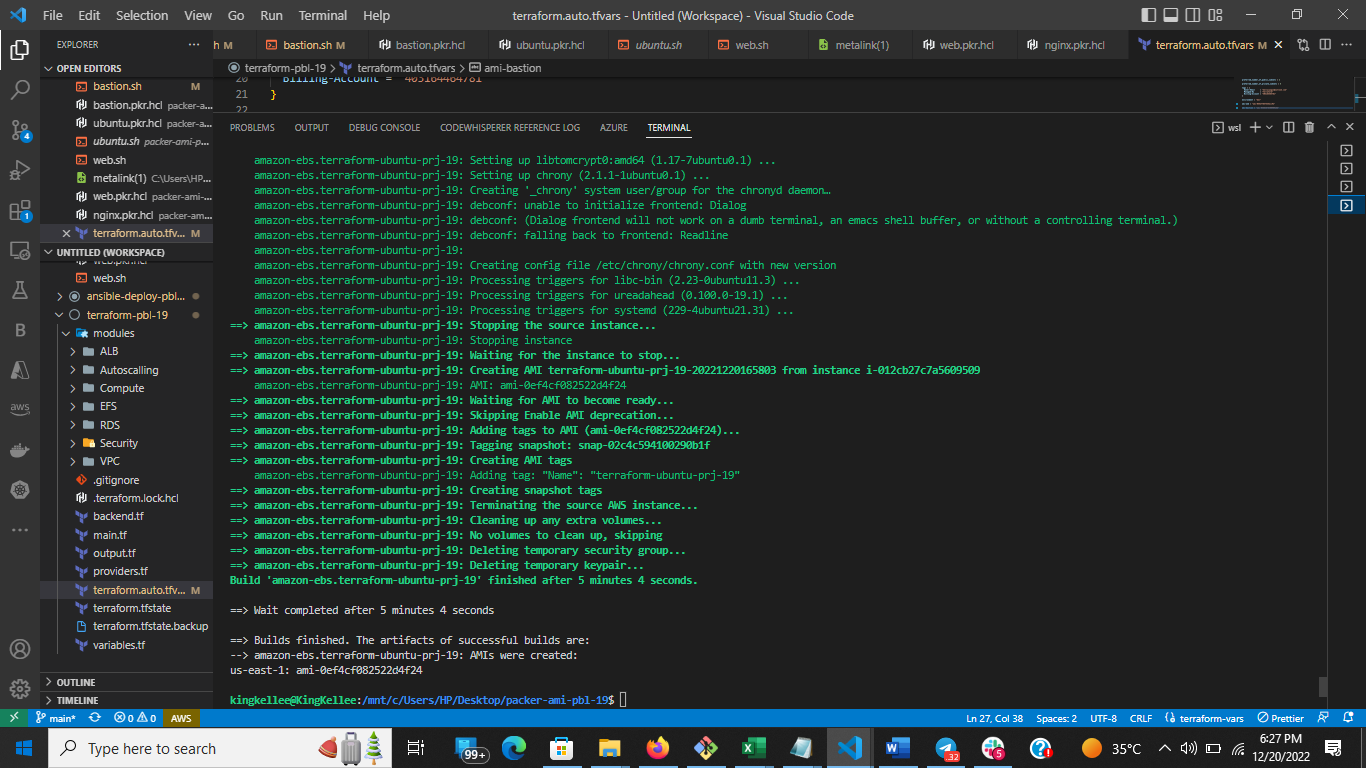 File Edit Selection View Go Run Terminal Help
terraform.auto.tfvars - Untitled (Workspace) - Visual Studio Code
EXPLORER
h M
bastion.sh M
bastion.pkr.hcl
ubuntu.pkr.hcl
ubuntu.sh
web.sh
metalink(1)
web.pkr.hcl
nginx.pkr.hcl
terraform.auto.tfvars M
OPEN EDITORS
bastion.sh M
bastion.pkr.hcl packer-a...
ubuntu.pkr.hcl packer-a...
ubuntu.sh packer-ami-p...
web.sh
metalink(1) C:\Users\HP...
web.pkr.hcl packer-ami-...
nginx.pkr.hcl packer-am...
terraform.auto.tfv... M
UNTITLED (WORKSPACE)
web.pkr.hcl
web.sh
ansible-deploy-pbl...
terraform-pbl-19
modules
ALB
Autoscalling
Compute
EFS
RDS
Security
VPC
.gitignore
.terraform.lock.hcl
backend.tf
main.tf
output.tf
providers.tf
terraform.auto.tfv... M
terraform.tfstate
terraform.tfstate.backup
variables.tf
OUTLINE
TIMELINE
4
1
B
aws
terraform-pbl-19 > terraform.auto.tfvars > ami-bastion
20 Billing-Account = "403164464781"
21 }
22
PROBLEMS OUTPUT DEBUG CONSOLE CODEWHISPERER REFERENCE LOG AZURE TERMINAL
wsl
amazon-ebs.terraform-ubuntu-prj-19: Setting up libtomcrypt0:amd64 (1.17-7ubuntu0.1) ...
amazon-ebs.terraform-ubuntu-prj-19: Setting up chrony (2.1.1-1ubuntu0.1) ...
amazon-ebs.terraform-ubuntu-prj-19: Creating '_chrony' system user/group for the chronyd daemon…
amazon-ebs.terraform-ubuntu-prj-19: debconf: unable to initialize frontend: Dialog
amazon-ebs.terraform-ubuntu-prj-19: debconf: (Dialog frontend will not work on a dumb terminal, an emacs shell buffer, or without a controlling terminal.)
amazon-ebs.terraform-ubuntu-prj-19: debconf: falling back to frontend: Readline
amazon-ebs.terraform-ubuntu-prj-19:
amazon-ebs.terraform-ubuntu-prj-19: Creating config file /etc/chrony/chrony.conf with new version
amazon-ebs.terraform-ubuntu-prj-19: Processing triggers for libc-bin (2.23-0ubuntu11.3) ...
amazon-ebs.terraform-ubuntu-prj-19: Processing triggers for ureadahead (0.100.0-19.1) ...
amazon-ebs.terraform-ubuntu-prj-19: Processing triggers for systemd (229-4ubuntu21.31) ...
==> amazon-ebs.terraform-ubuntu-prj-19: Stopping the source instance...
amazon-ebs.terraform-ubuntu-prj-19: Stopping instance
==> amazon-ebs.terraform-ubuntu-prj-19: Waiting for the instance to stop...
==> amazon-ebs.terraform-ubuntu-prj-19: Creating AMI terraform-ubuntu-prj-19-20221220165803 from instance i-012cb27c7a5609509
amazon-ebs.terraform-ubuntu-prj-19: AMI: ami-0ef4cf082522d4f24
==> amazon-ebs.terraform-ubuntu-prj-19: Waiting for AMI to become ready...
==> amazon-ebs.terraform-ubuntu-prj-19: Skipping Enable AMI deprecation...
==> amazon-ebs.terraform-ubuntu-prj-19: Adding tags to AMI (ami-0ef4cf082522d4f24)...
==> amazon-ebs.terraform-ubuntu-prj-19: Tagging snapshot: snap-02c4c594100290b1f
==> amazon-ebs.terraform-ubuntu-prj-19: Creating AMI tags
amazon-ebs.terraform-ubuntu-prj-19: Adding tag: "Name": "terraform-ubuntu-prj-19"
==> amazon-ebs.terraform-ubuntu-prj-19: Creating snapshot tags
==> amazon-ebs.terraform-ubuntu-prj-19: Terminating the source AWS instance...
==> amazon-ebs.terraform-ubuntu-prj-19: Cleaning up any extra volumes...
==> amazon-ebs.terraform-ubuntu-prj-19: No volumes to clean up, skipping
==> amazon-ebs.terraform-ubuntu-prj-19: Deleting temporary security group...
==> amazon-ebs.terraform-ubuntu-prj-19: Deleting temporary keypair...
Build 'amazon-ebs.terraform-ubuntu-prj-19' finished after 5 minutes 4 seconds.
==> Wait completed after 5 minutes 4 seconds
==> Builds finished. The artifacts of successful builds are:
--> amazon-ebs.terraform-ubuntu-prj-19: AMIs were created:
us-east-1: ami-0ef4cf082522d4f24
kingkellee@KingKellee:/mnt/c/Users/HP/Desktop/packer-ami-pbl-19$
main* 0 0 AWS
Ln 27, Col 38 Spaces: 2 UTF-8 CRLF terraform-vars Prettier
Type here to search
99+
32
5
35°C
6:27 PM
12/20/2022